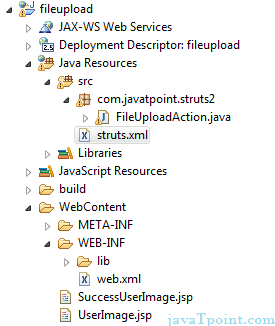 fileupload
JAX-WS Web Services
Deployment Descriptor: fileupload
Java Resources
src
com.javatpoint.struts2
FileUploadAction.java
struts.xml
Libraries
JavaScript Resources
build
WebContent
META-INF
WEB-INF
lib
web.xml
SuccessUserImage.jsp
UserImage.jsp
javaTpoint.com